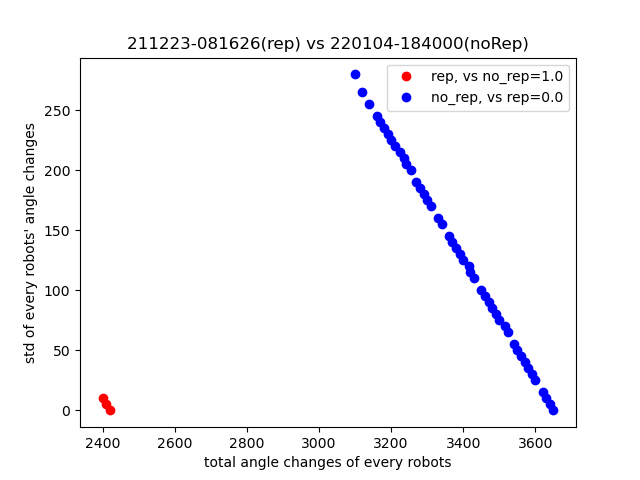 211223-081626(rep) vs 220104-184000(noRep)
rep, vs no_rep=1.0
no_rep, vs rep=0.0
std of every robots' angle changes
250
200
150
100
50
0
2400 2600 2800 3000 3200 3400 3600
total angle changes of every robots